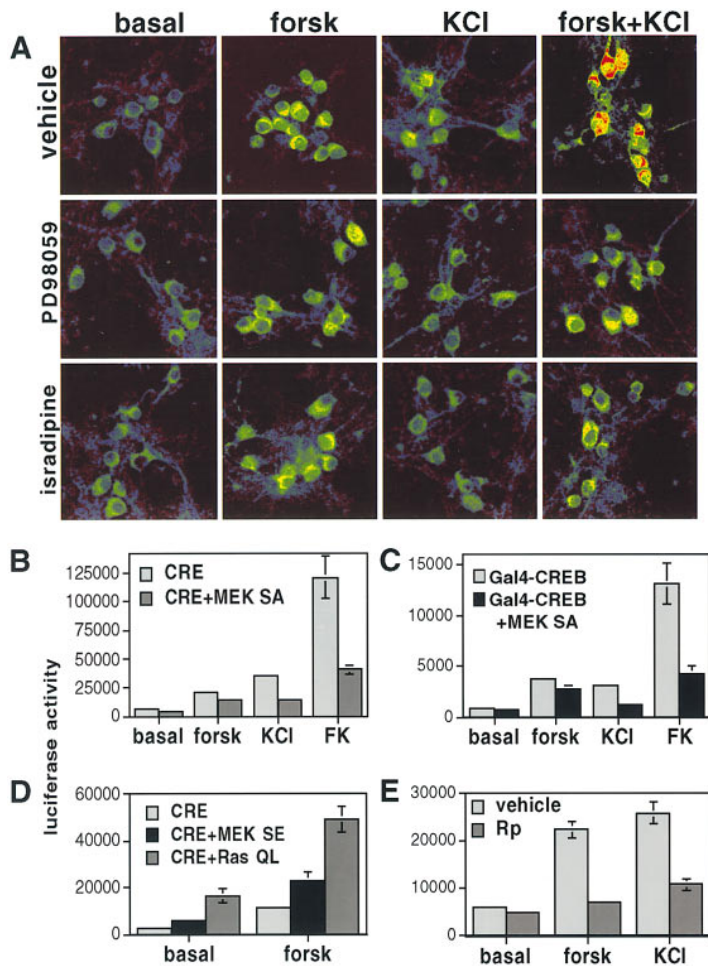 basal forsk KCl forsk+KCl
A
vehicle
PD98059
isradipine
B
CRE
CRE+MEK SA
125000
100000
75000
50000
25000
0
basal forsk KCl FK
C
Gal4-CREB
Gal4-CREB
+MEK SA
15000
10000
5000
0
basal forsk KCl FK
luciferase activity
D
CRE
CRE+MEK SE
CRE+Ras QL
60000
40000
20000
0
basal forsk
E
vehicle
Rp
30000
20000
10000
0
basal forsk KCl